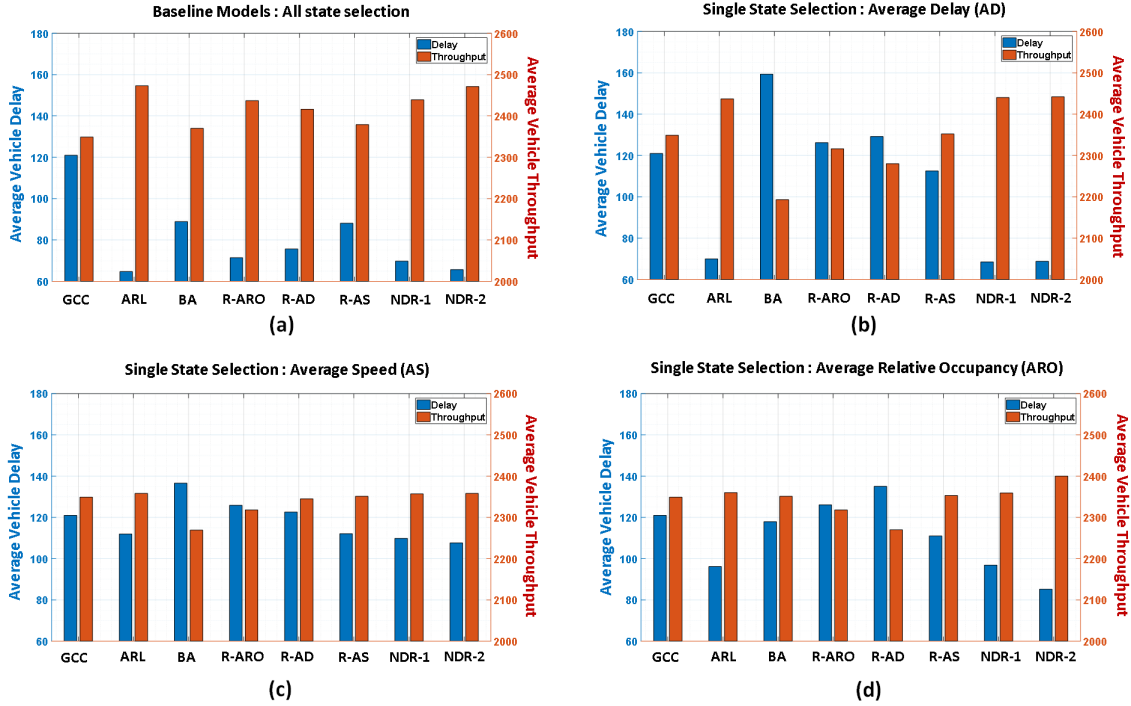 Baseline Models : All state selection
Average Vehicle Delay
180
160
140
120
100
80
60
Delay
Throughput
2600
2500
2400
2300
2200
2100
2000
Average Vehicle Throughput
GCC ARL BA R-ARO R-AD R-AS NDR-1 NDR-2
(a)
Single State Selection : Average Delay (AD)
Average Vehicle Delay
180
160
140
120
100
80
60
Delay
Throughput
2600
2500
2400
2300
2200
2100
2000
Average Vehicle Throughput
GCC ARL BA R-ARO R-AD R-AS NDR-1 NDR-2
(b)
Single State Selection : Average Speed (AS)
Average Vehicle Delay
180
160
140
120
100
80
60
Delay
Throughput
2600
2500
2400
2300
2200
2100
2000
Average Vehicle Throughput
GCC ARL BA R-ARO R-AD R-AS NDR-1 NDR-2
(c)
Single State Selection : Average Relative Occupancy (ARO)
Average Vehicle Delay
180
160
140
120
100
80
60
Delay
Throughput
2600
2500
2400
2300
2200
2100
2000
Average Vehicle Throughput
GCC ARL BA R-ARO R-AD R-AS NDR-1 NDR-2
(d)